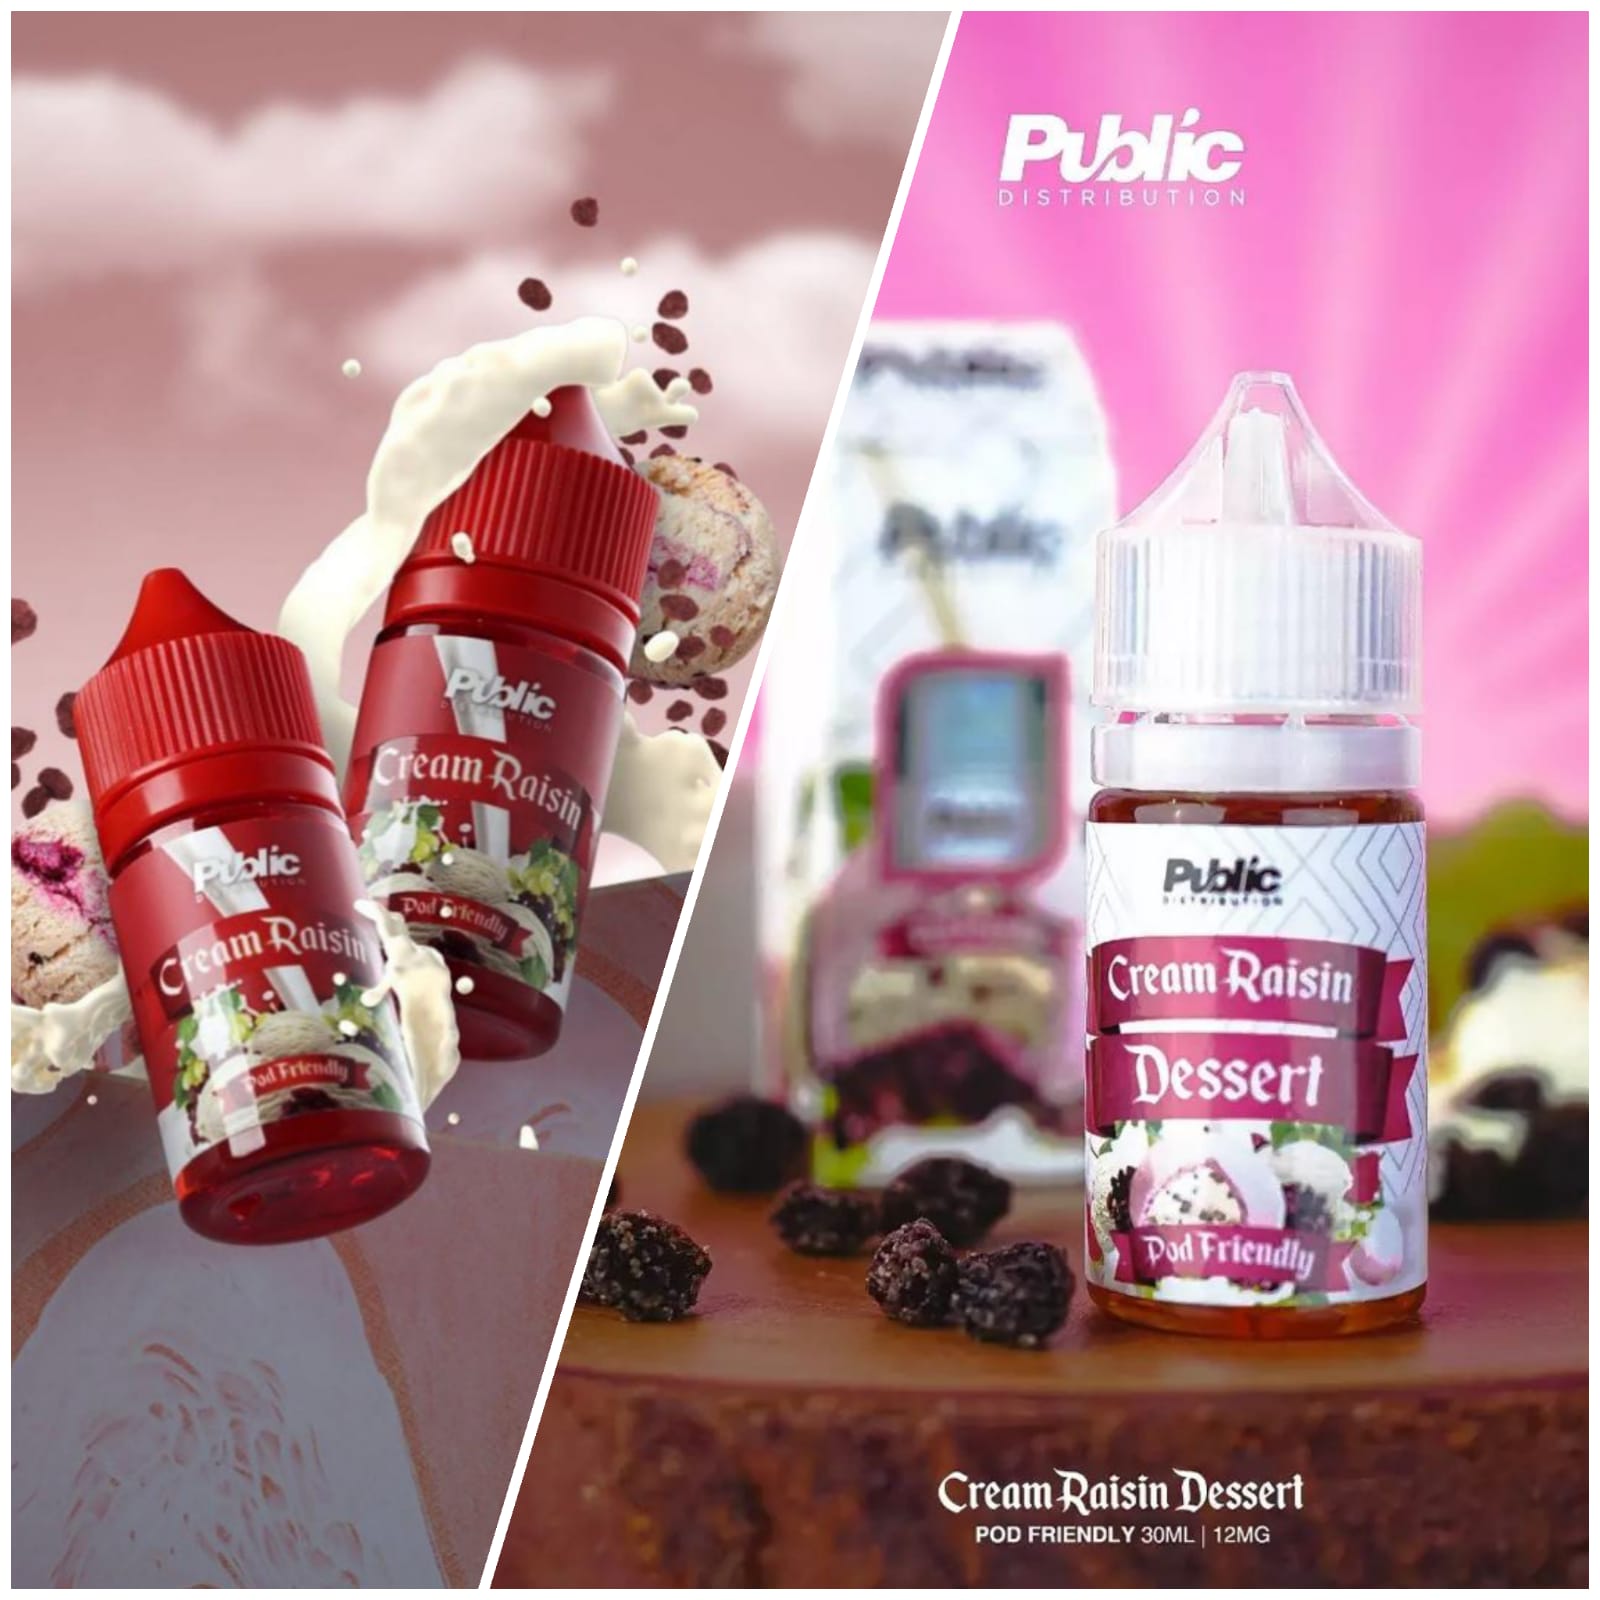 Public
DISTRIBUTION
Cream Raisin
Pod Friendly
Public
Cream Raisin
Pod Friendly
Public
DISTRIBUTION
Public
Public
Public
DISTRIBUTION
Cream Raisin
Dessert
Pod Friendly
Cream Raisin Dessert
POD FRIENDLY 30ML | 12MG